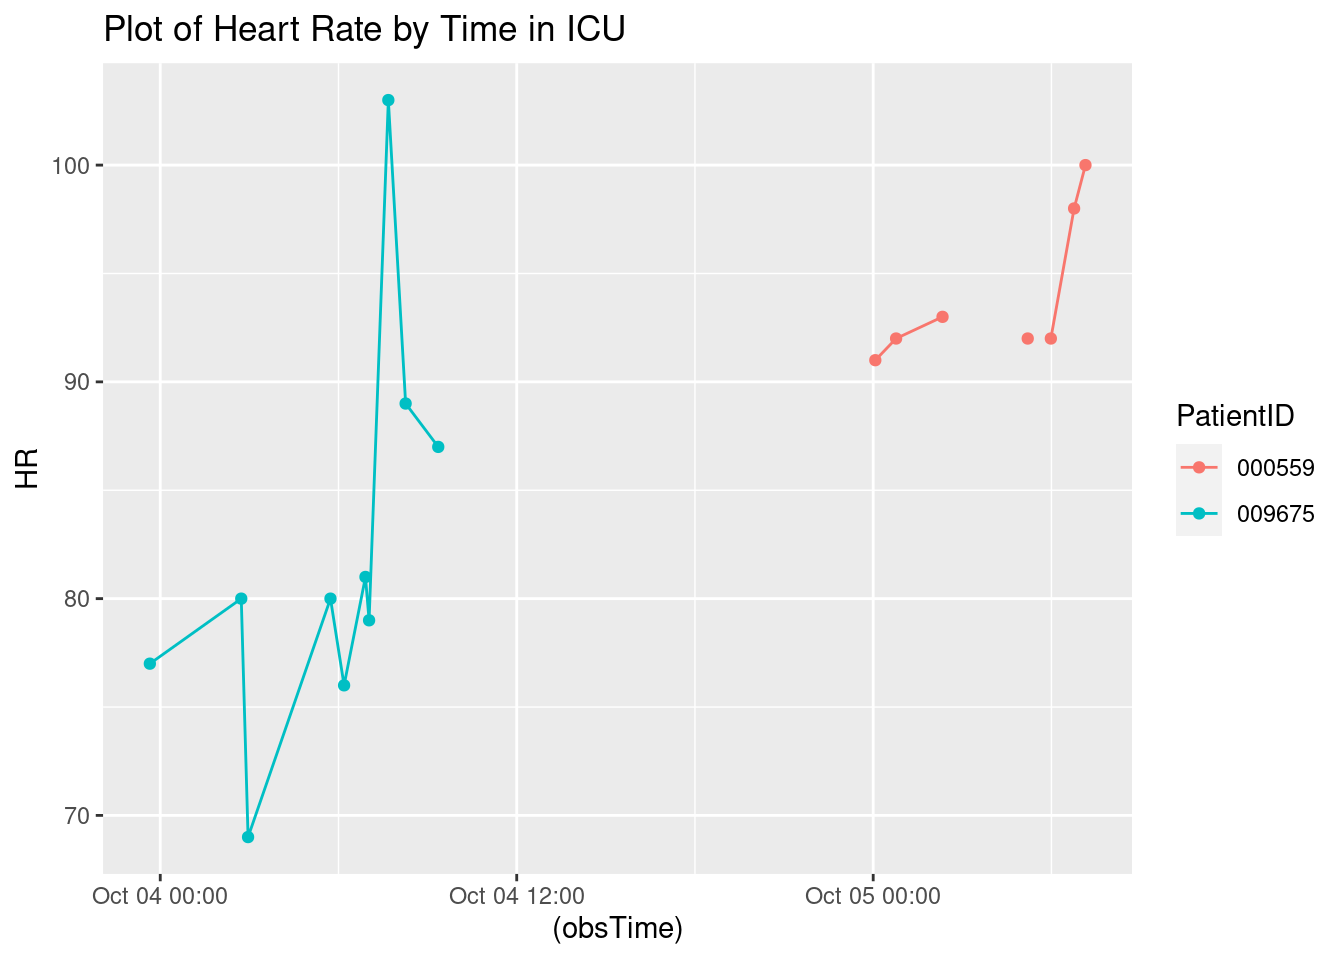 Plot of Heart Rate by Time in ICU
100
90
80
70
HR
Oct 04 00:00
Oct 04 12:00
Oct 05 00:00
(obsTime)
PatientID
000559
009675